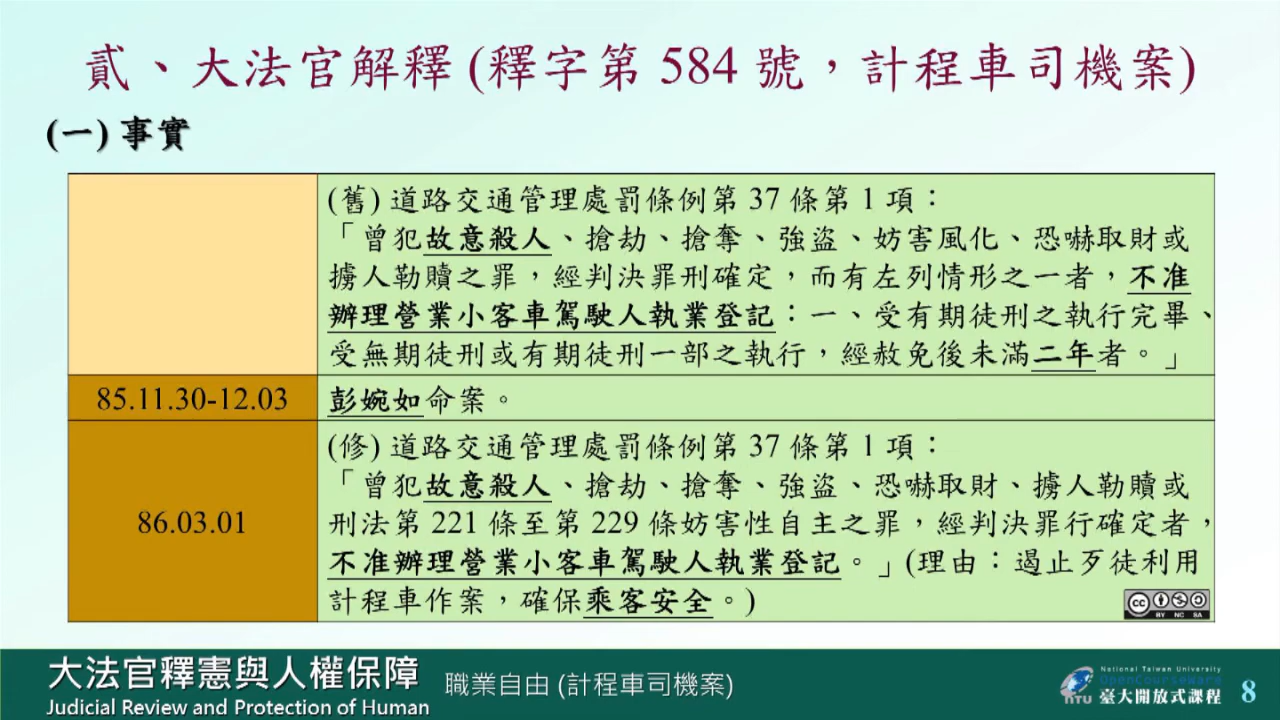 貳、大法官解釋 (釋字第 584 號，計程車司機案)
(一) 事實
(舊) 道路交通管理處罰條例第 37 條第 1 項：
「曾犯故意殺人、搶劫、搶奪、強盜、妨害風化、恐嚇取財或
擄人勒贖之罪，經判決罪刑確定，而有左列情形之一者，不准
辦理營業小客車駕駛人執業登記：一、受有期徒刑之執行完畢、
受無期徒刑或有期徒刑一部之執行，經赦免後未滿二年者。」
85.11.30-12.03
彭婉如命案。
86.03.01
(修) 道路交通管理處罰條例第 37 條第 1 項：
「曾犯故意殺人、搶劫、搶奪、強盜、恐嚇取財、擄人勒贖或
刑法第 221 條至第 229 條妨害性自主之罪，經判決罪行確定者，
不准辦理營業小客車駕駛人執業登記。」(理由：遏止歹徒利用
計程車作案，確保乘客安全。)
cc BY NC SA
大法官釋憲與人權保障
Judicial Review and Protection of Human
職業自由 (計程車司機案)
National Taiwan University
OpenCourseWare
NTU 臺大開放式課程
8